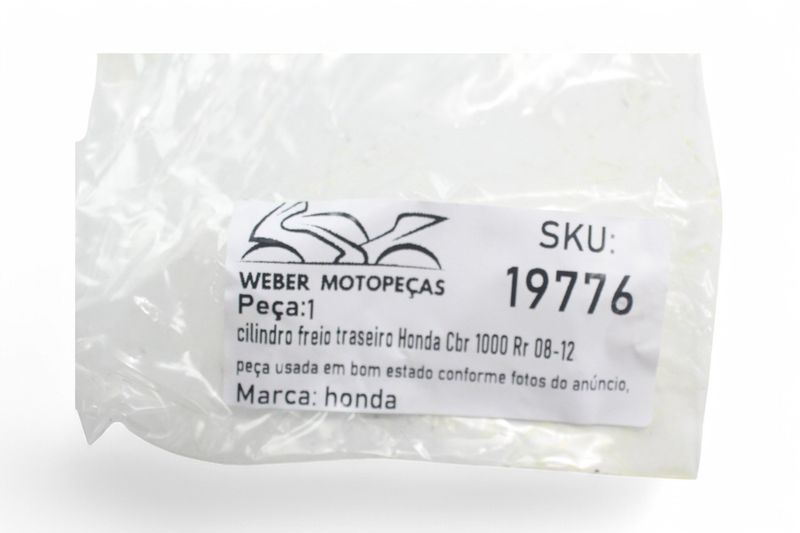 WEBER MOTOPEÇAS
SKU:
19776
Peça:1
cilindro freio traseiro Honda Cbr 1000 Rr 08-12
peça usada em bom estado conforme fotos do anúncio,
Marca: honda